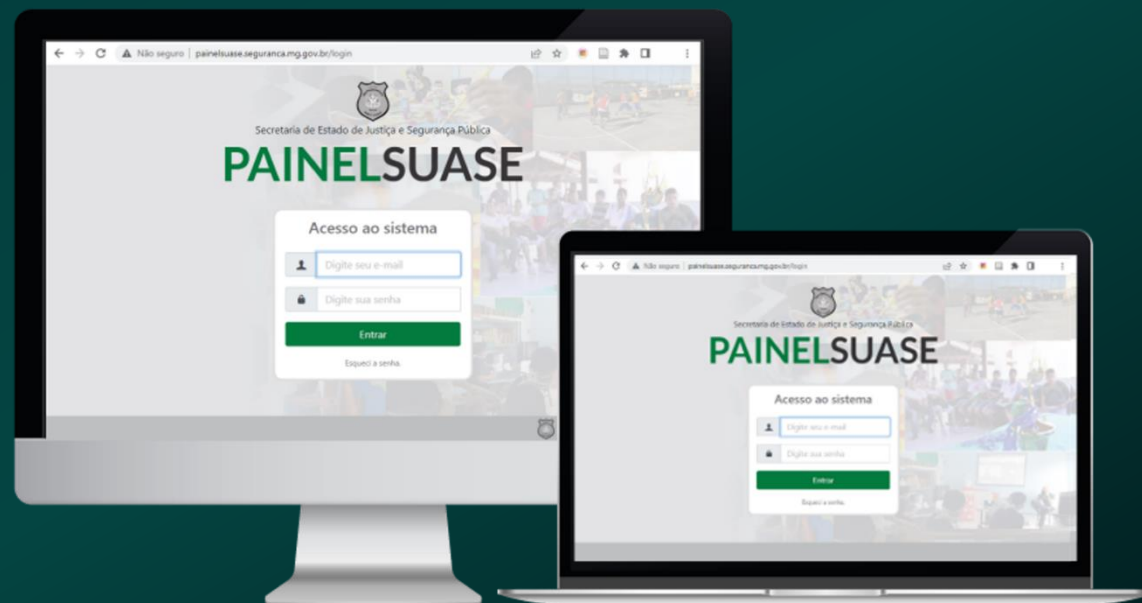 Não seguro | painelsuase.seguranca.mg.gov.br/login
Secretaria de Estado de Justiça e Segurança Pública
PAINELSUASE
Acesso ao sistema
Digite seu e-mail
Digite sua senha
Entrar
Esqueci a senha.
Não seguro | painelsuase.seguranca.mg.gov.br/login
Secretaria de Estado de Justiça e Segurança Pública
PAINELSUASE
Acesso ao sistema
Digite seu e-mail
Digite sua senha
Entrar
Esqueci a senha.